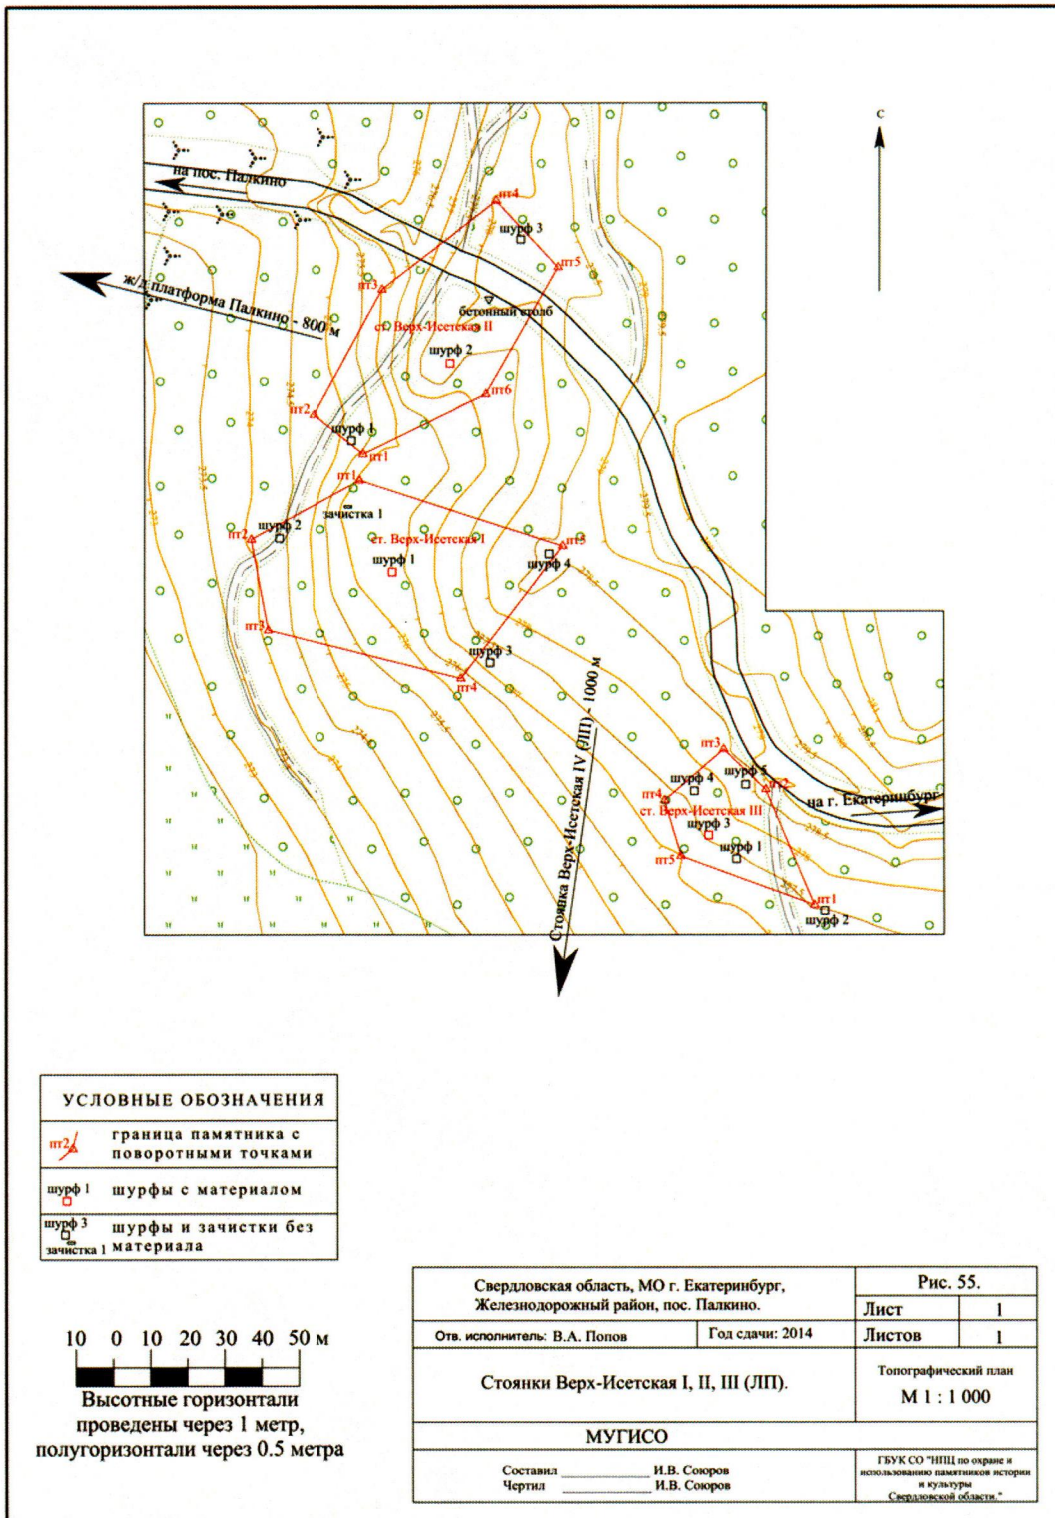 с
на пос. Палкино
ж/д платформа Палкино - 800 м
пт4
шурф 3
пт5
пт3
бетонный столб
ст. Верх-Исетская II
шурф 2
пт6
пт2
шурф 1
пт1
пт1
зачистка 1
шурф 2
пт2
ст. Верх-Исетская I
пт5
шурф 1
шурф 4
пт3
шурф 3
пт4
Стоянка Верх-Исетская IV (ЛП) - 1000 м
пт3
шурф 4
шурф 5
пт2
пт4
на г. Екатеринбург
ст. Верх-Исетская III
шурф 3
шурф 1
пт5
пт1
шурф 2
УСЛОВНЫЕ ОБОЗНАЧЕНИЯ
пт2
граница памятника с
поворотными точками
шурф 1
шурфы с материалом
шурф 3
зачистка 1
шурфы и зачистки без
материала
10 0 10 20 30 40 50 м
Высотные горизонтали
проведены через 1 метр,
полугоризонтали через 0.5 метра
Свердловская область, МО г. Екатеринбург,
Железнодорожный район, пос. Палкино.
Рис. 55.
Лист 1
Отв. исполнитель: В.А. Попов
Год сдачи: 2014
Листов 1
Стоянки Верх-Исетская I, II, III (ЛП).
Топографический план
М 1 : 1 000
МУГИСО
Составил И.В. Союров
Чертил И.В. Союров
ГБУК СО "НПЦ по охране и
использованию памятников истории
и культуры
Свердловской области."